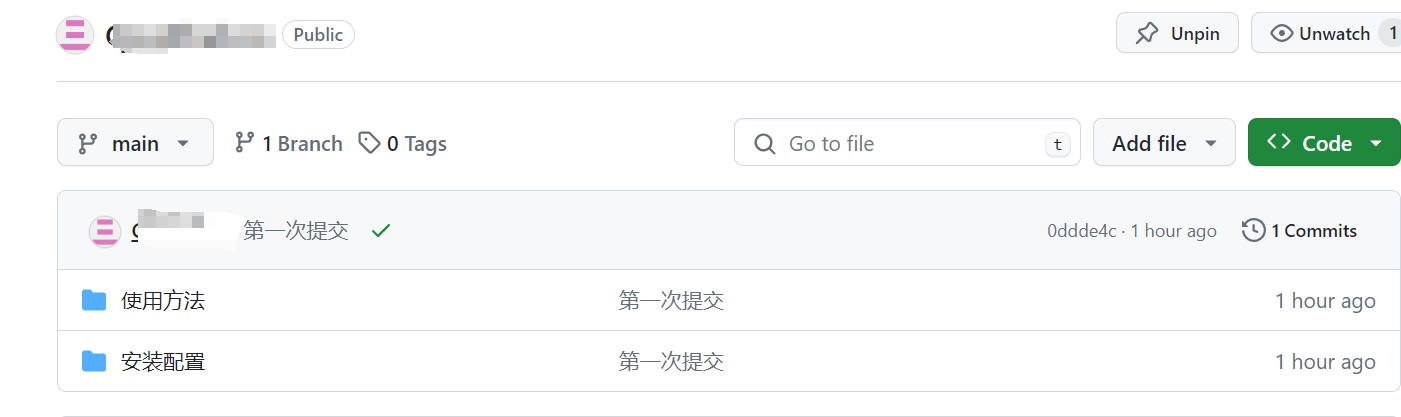 Public Unpin Unwatch 1
main 1 Branch 0 Tags Go to file t Add file Code
第一次提交 0ddde4c · 1 hour ago 1 Commits
使用方法 第一次提交 1 hour ago
安装配置 第一次提交 1 hour ago